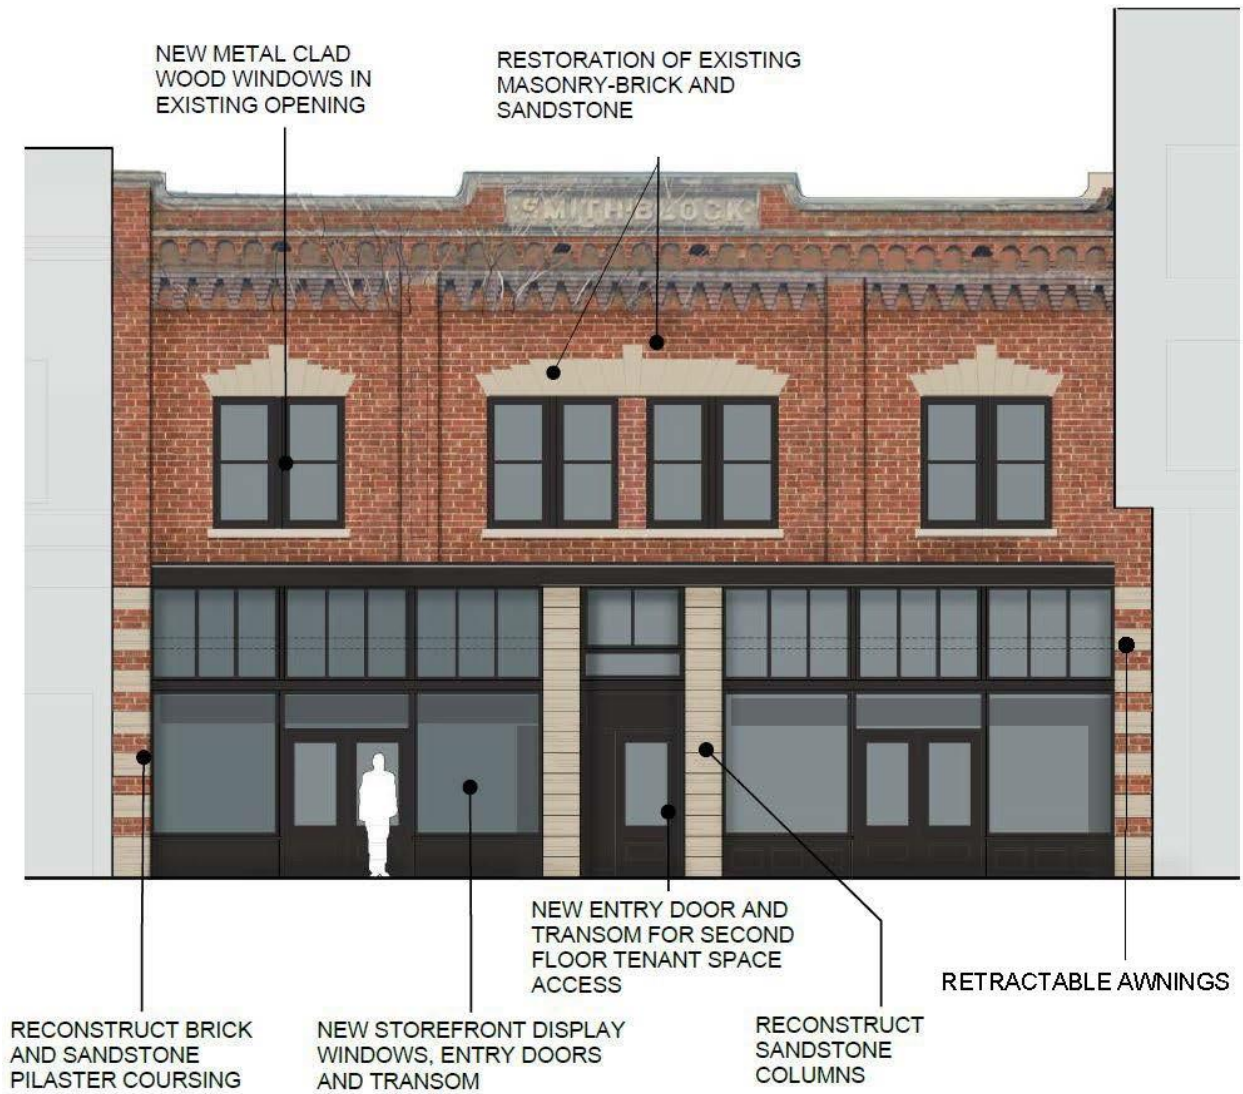 NEW METAL CLAD
WOOD WINDOWS IN
EXISTING OPENING
RESTORATION OF EXISTING
MASONRY-BRICK AND
SANDSTONE
SMITH BLOCK
NEW ENTRY DOOR AND
TRANSOM FOR SECOND
FLOOR TENANT SPACE
ACCESS
RETRACTABLE AWNINGS
RECONSTRUCT BRICK
AND SANDSTONE
PILASTER COURSING
NEW STOREFRONT DISPLAY
WINDOWS, ENTRY DOORS
AND TRANSOM
RECONSTRUCT
SANDSTONE
COLUMNS